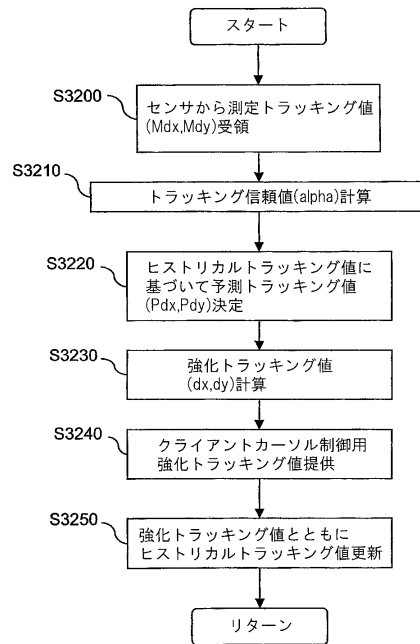 スタート
S3200
センサから測定トラッキング値
(Mdx,Mdy)受領
S3210
トラッキング信頼値(alpha)計算
S3220
ヒストリカルトラッキング値に
基づいて予測トラッキング値
(Pdx,Pdy)決定
S3230
強化トラッキング値
(dx,dy)計算
S3240
クライアントカーソル制御用
強化トラッキング値提供
S3250
強化トラッキング値とともに
ヒストリカルトラッキング値更新
リターン